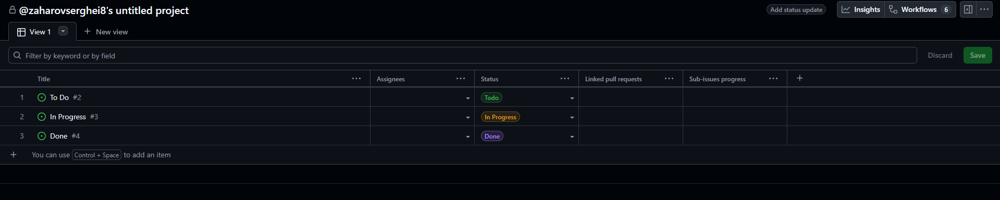 @zaharovserghei8's untitled project
Add status update
Insights
Workflows 6
View 1
New view
Filter by keyword or by field
Discard
Save
Title Assignees Status Linked pull requests Sub-issues progress
1 To Do #2 Todo
2 In Progress #3 In Progress
3 Done #4 Done
You can use Control + Space to add an item